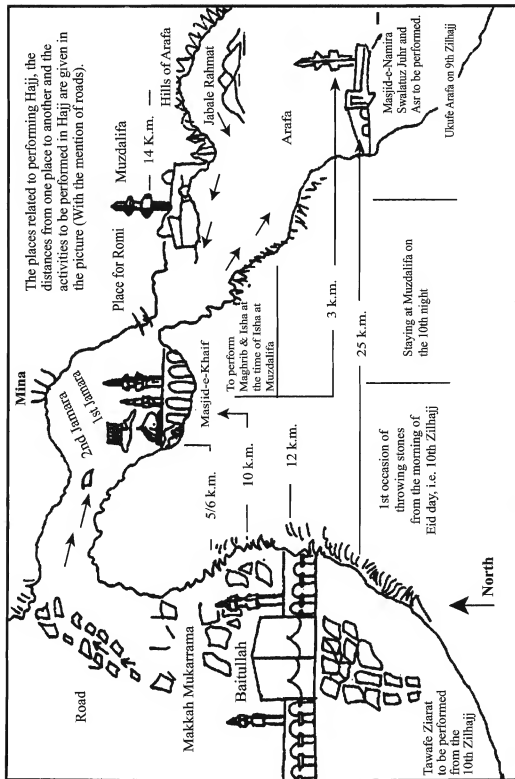 The places related to performing Hajj, the
distances from one place to another and the
activities to be performed in Hajj are given in
the picture (With the mention of roads).
Mina
2nd Jamara
1st Jamara
Place for Romi
Muzdalifa
14 K.m.
Hills of Arafa
Jabale Rahmat
Masjid-e-Khaif
To perform
Maghrib & Isha at
the time of Isha at
Muzdalifa
Arafa
Masjid-e-Namira
Swalatuz Juhr and
Asr to be performed.
Ukufe Arafa on 9th Zilhajj
Road
Makkah Mukarrama
Baitullah
5/6 k.m.
10 k.m.
12 k.m.
3 k.m.
25 k.m.
Staying at Muzdalifa on
the 10th night
1st occasion of
throwing stones
from the morning of
Eid day, i.e. 10th Zilhajj
North
Tawafe Ziarat
to be performed
from the
10th Zilhajj